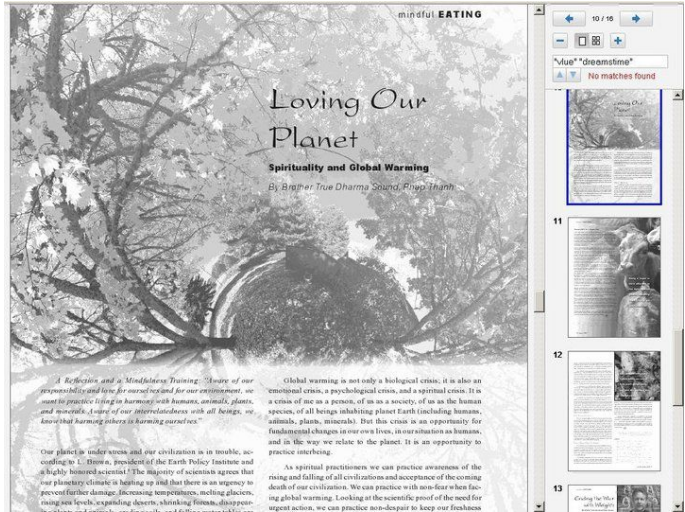 mindful EATING
Loving Our
Planet
Spirituality and Global Warming
By Brother True Dharma Sound, Phap Thanh
A Reflection and a Mindfulness Training: "Aware of our
responsibility and love for ourselves and for our environment, we
want to practice living in harmony with humans, animals, plants,
and minerals. Aware of our interrelatedness with all beings, we
know that harming others is harming ourselves."
Our planet is under stress and our civilization is in trouble, ac-
cording to L. Brown, president of the Earth Policy Institute and
a highly honored scientist.¹ The majority of scientists agrees that
our planetary climate is heating up and that there is an urgency to
prevent further damage. Increasing temperatures, melting glaciers,
rising sea levels, expanding deserts, shrinking forests, disappear-
Global warming is not only a biological crisis, it is also an
emotional crisis, a psychological crisis, and a spiritual crisis. It is
a crisis of me as a person, of us as a society, of us as the human
species, of all beings inhabiting planet Earth (including humans,
animals, plants, minerals). But this crisis is an opportunity for
fundamental changes in our own lives, in our situation as humans,
and in the way we relate to the planet. It is an opportunity to
practice interbeing.
As spiritual practitioners we can practice awareness of the
rising and falling of all civilizations and acceptance of the coming
death of our civilization. We can practice with non-fear when fac-
ing global warming. Looking at the scientific proof of the need for
urgent action, we can practice non-despair to keep our freshness
10 / 16
"vlue" "dreamstime"
No matches found
Loving Our
Planet
11
12
13